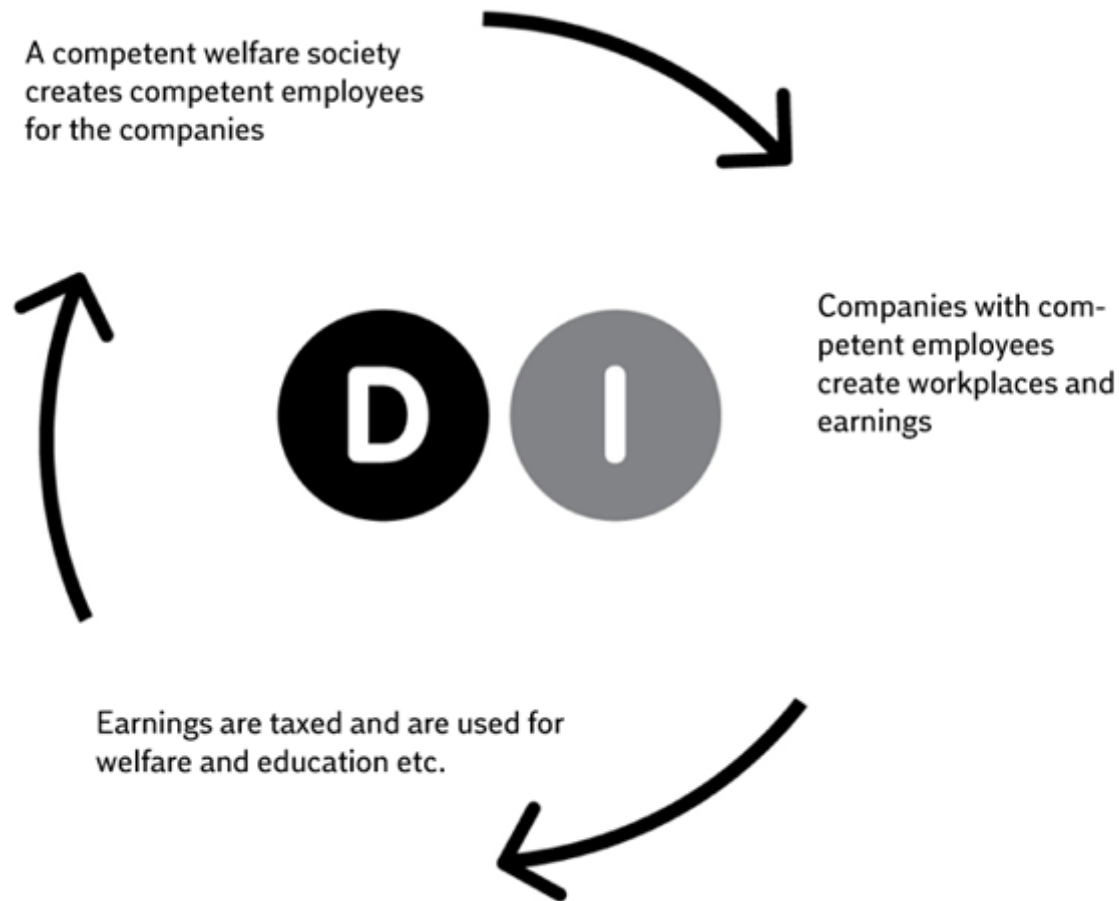 A competent welfare society
creates competent employees
for the companies
Companies with com-
petent employees
create workplaces and
earnings
D I
Earnings are taxed and are used for
welfare and education etc.